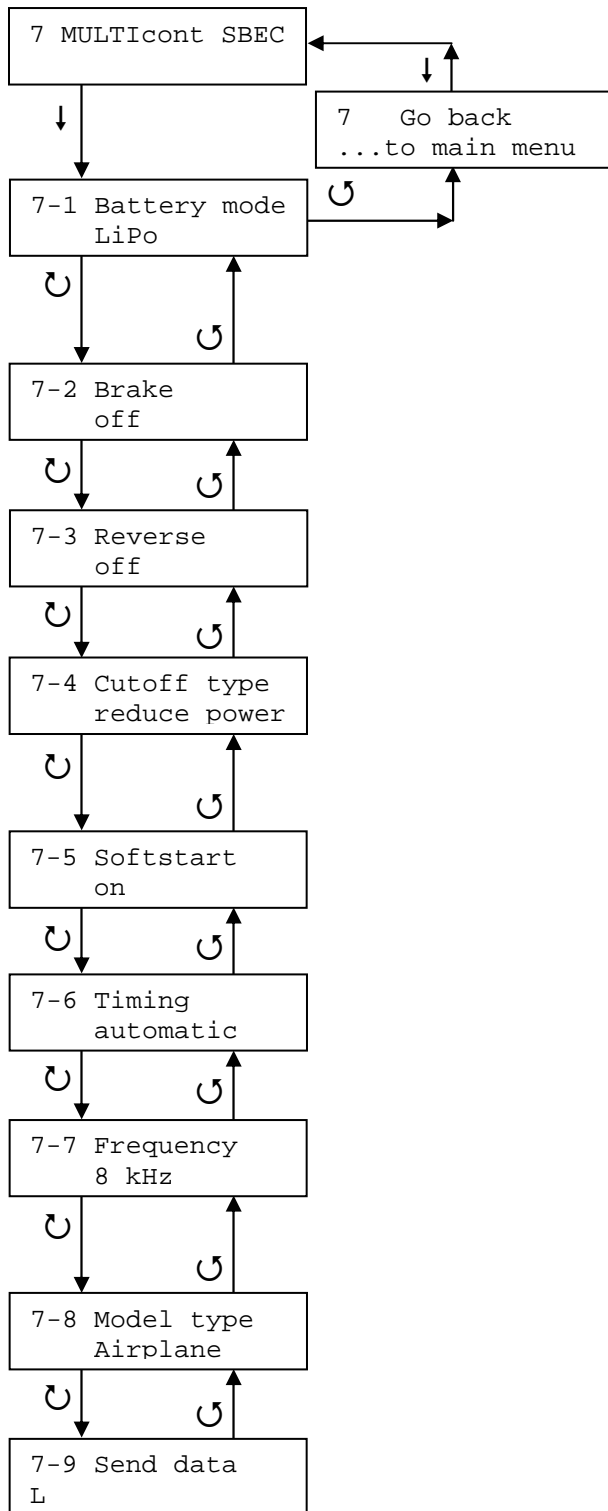 7 MULTIcont SBEC
7 Go back
...to main menu
7-1 Battery mode
LiPo
7-2 Brake
off
7-3 Reverse
off
7-4 Cutoff type
reduce power
7-5 Softstart
on
7-6 Timing
automatic
7-7 Frequency
8 kHz
7-8 Model type
Airplane
7-9 Send data
L